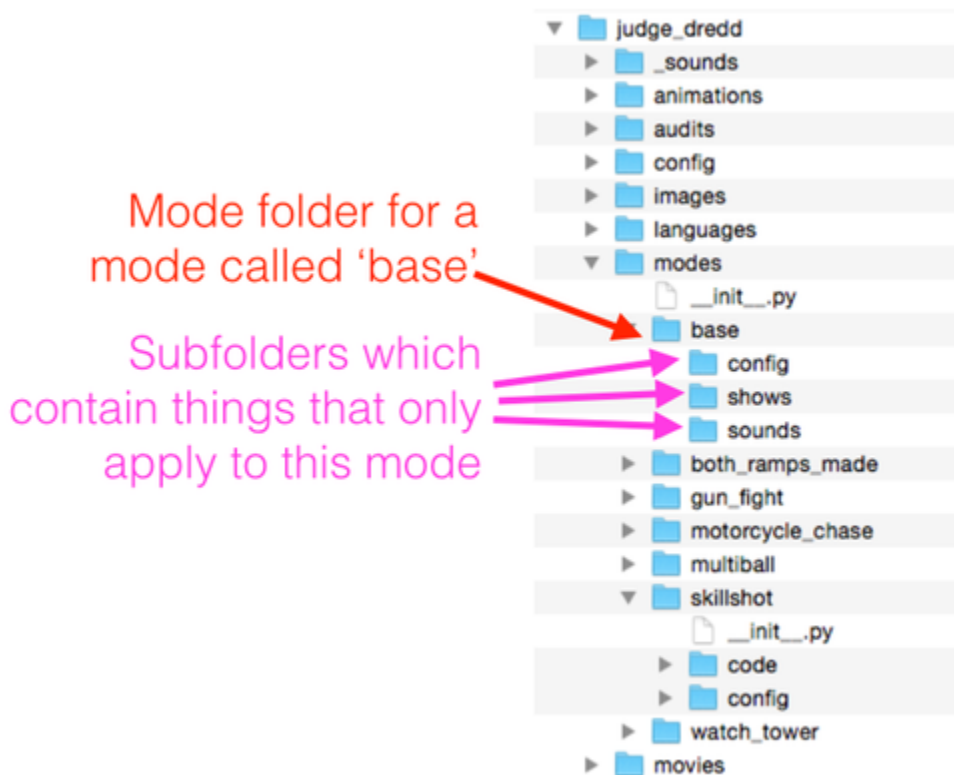 Mode folder for a
mode called ‘base’
Subfolders which
contain things that only
apply to this mode
judge_dredd
_sounds
animations
audits
config
images
languages
modes
__init__.py
base
config
shows
sounds
both_ramps_made
gun_fight
motorcycle_chase
multiball
skillshot
__init__.py
code
config
watch_tower
movies